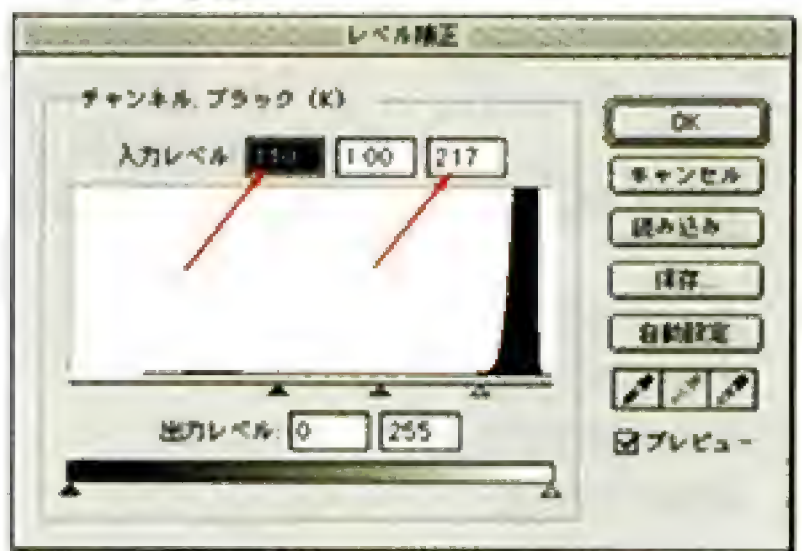 レベル補正
チャンネル:ブラック (K)
入力レベル 1.00 217
OK
キャンセル
読み込み
保存...
自動設定
出力レベル: 0 255
プレビュー